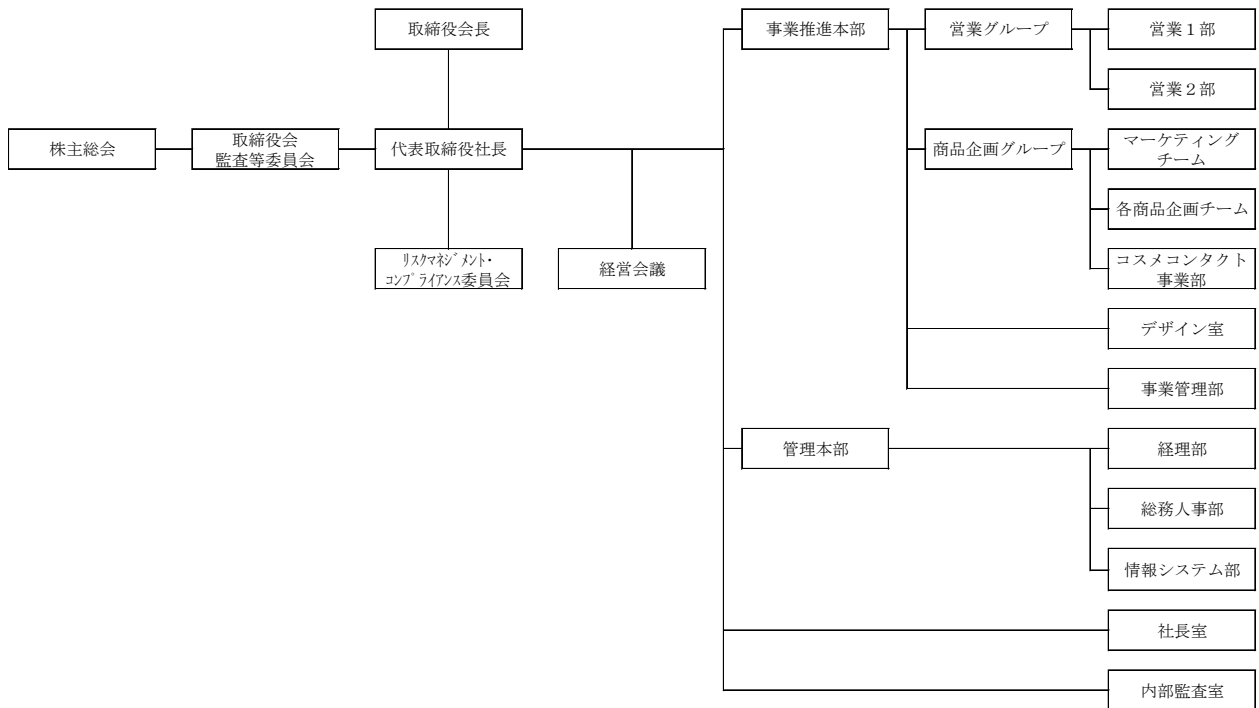 取締役会長
事業推進本部
営業グループ
営業１部
営業２部
株主総会
取締役会
監査等委員会
代表取締役社長
商品企画グループ
マーケティング
チーム
各商品企画チーム
ﾘｽｸﾏﾈｼﾞﾒﾝﾄ・
ｺﾝﾌﾟﾗｲｱﾝｽ委員会
経営会議
コスメコンタクト
事業部
デザイン室
事業管理部
管理本部
経理部
総務人事部
情報システム部
社長室
内部監査室